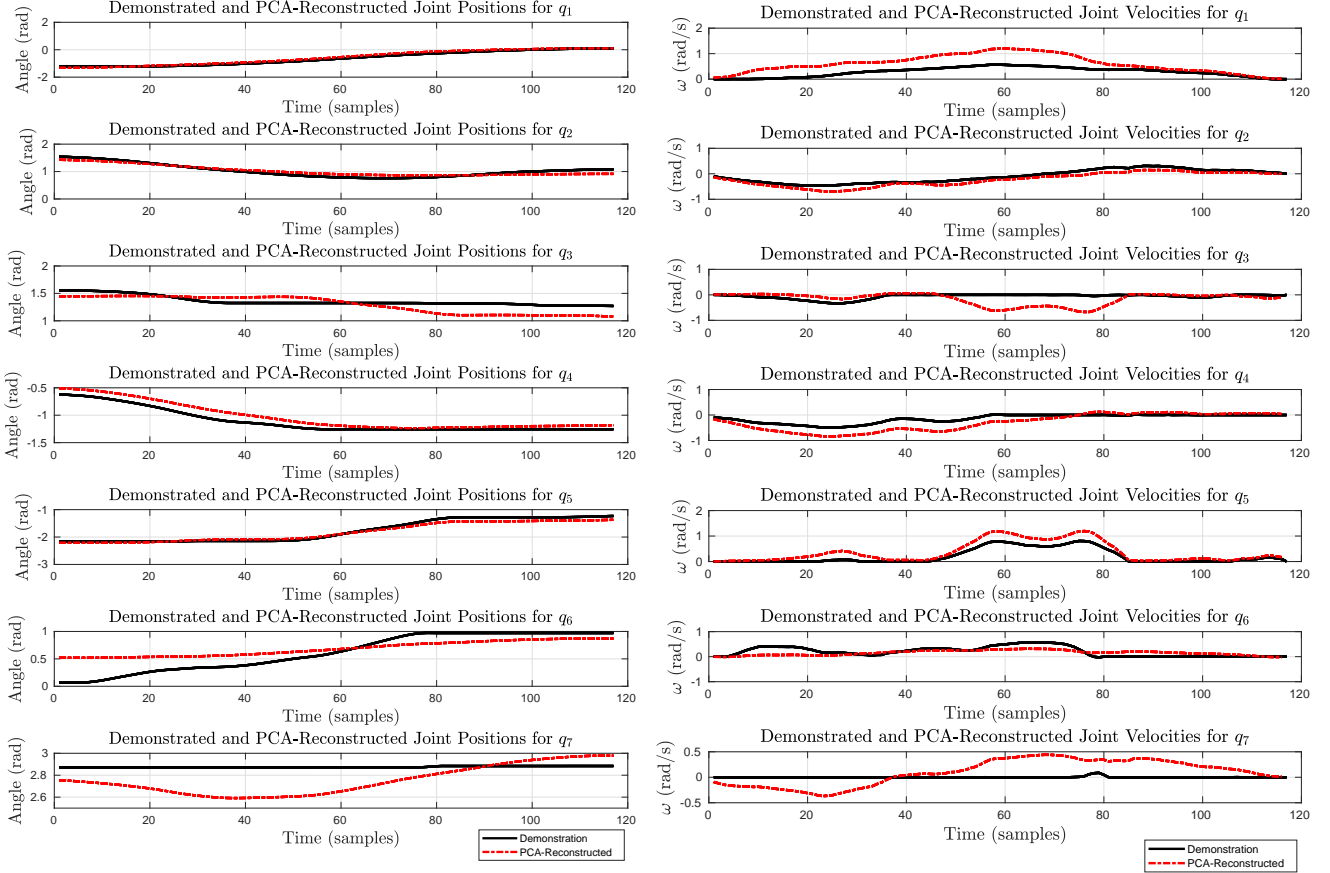 Demonstrated and PCA-Reconstructed Joint Positions for q1
Angle (rad)
2
0
-2
0 20 40 60 80 100 120
Time (samples)
Demonstrated and PCA-Reconstructed Joint Positions for q2
Angle (rad)
2
1
0
0 20 40 60 80 100 120
Time (samples)
Demonstrated and PCA-Reconstructed Joint Positions for q3
Angle (rad)
2
1.5
1
0 20 40 60 80 100 120
Time (samples)
Demonstrated and PCA-Reconstructed Joint Positions for q4
Angle (rad)
-0.5
-1
-1.5
0 20 40 60 80 100 120
Time (samples)
Demonstrated and PCA-Reconstructed Joint Positions for q5
Angle (rad)
-1
-2
-3
0 20 40 60 80 100 120
Time (samples)
Demonstrated and PCA-Reconstructed Joint Positions for q6
Angle (rad)
1
0.5
0
0 20 40 60 80 100 120
Time (samples)
Demonstrated and PCA-Reconstructed Joint Positions for q7
Angle (rad)
3
2.8
2.6
0 20 40 60 80 100 120
Time (samples)
Demonstration
PCA-Reconstructed
Demonstrated and PCA-Reconstructed Joint Velocities for q1
ω (rad/s)
2
1
0
0 20 40 60 80 100 120
Time (samples)
Demonstrated and PCA-Reconstructed Joint Velocities for q2
ω (rad/s)
1
0
-1
0 20 40 60 80 100 120
Time (samples)
Demonstrated and PCA-Reconstructed Joint Velocities for q3
ω (rad/s)
1
0
-1
0 20 40 60 80 100 120
Time (samples)
Demonstrated and PCA-Reconstructed Joint Velocities for q4
ω (rad/s)
1
0
-1
0 20 40 60 80 100 120
Time (samples)
Demonstrated and PCA-Reconstructed Joint Velocities for q5
ω (rad/s)
2
1
0
0 20 40 60 80 100 120
Time (samples)
Demonstrated and PCA-Reconstructed Joint Velocities for q6
ω (rad/s)
1
0
-1
0 20 40 60 80 100 120
Time (samples)
Demonstrated and PCA-Reconstructed Joint Velocities for q7
ω (rad/s)
0.5
0
-0.5
0 20 40 60 80 100 120
Time (samples)
Demonstration
PCA-Reconstructed